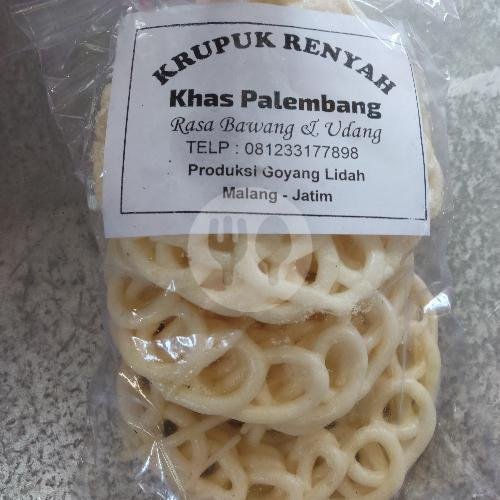 KRUPUK RENYAH
Khas Palembang
Rasa Bawang & Udang
TELP : 081233177898
Produksi Goyang Lidah
Malang - Jatim